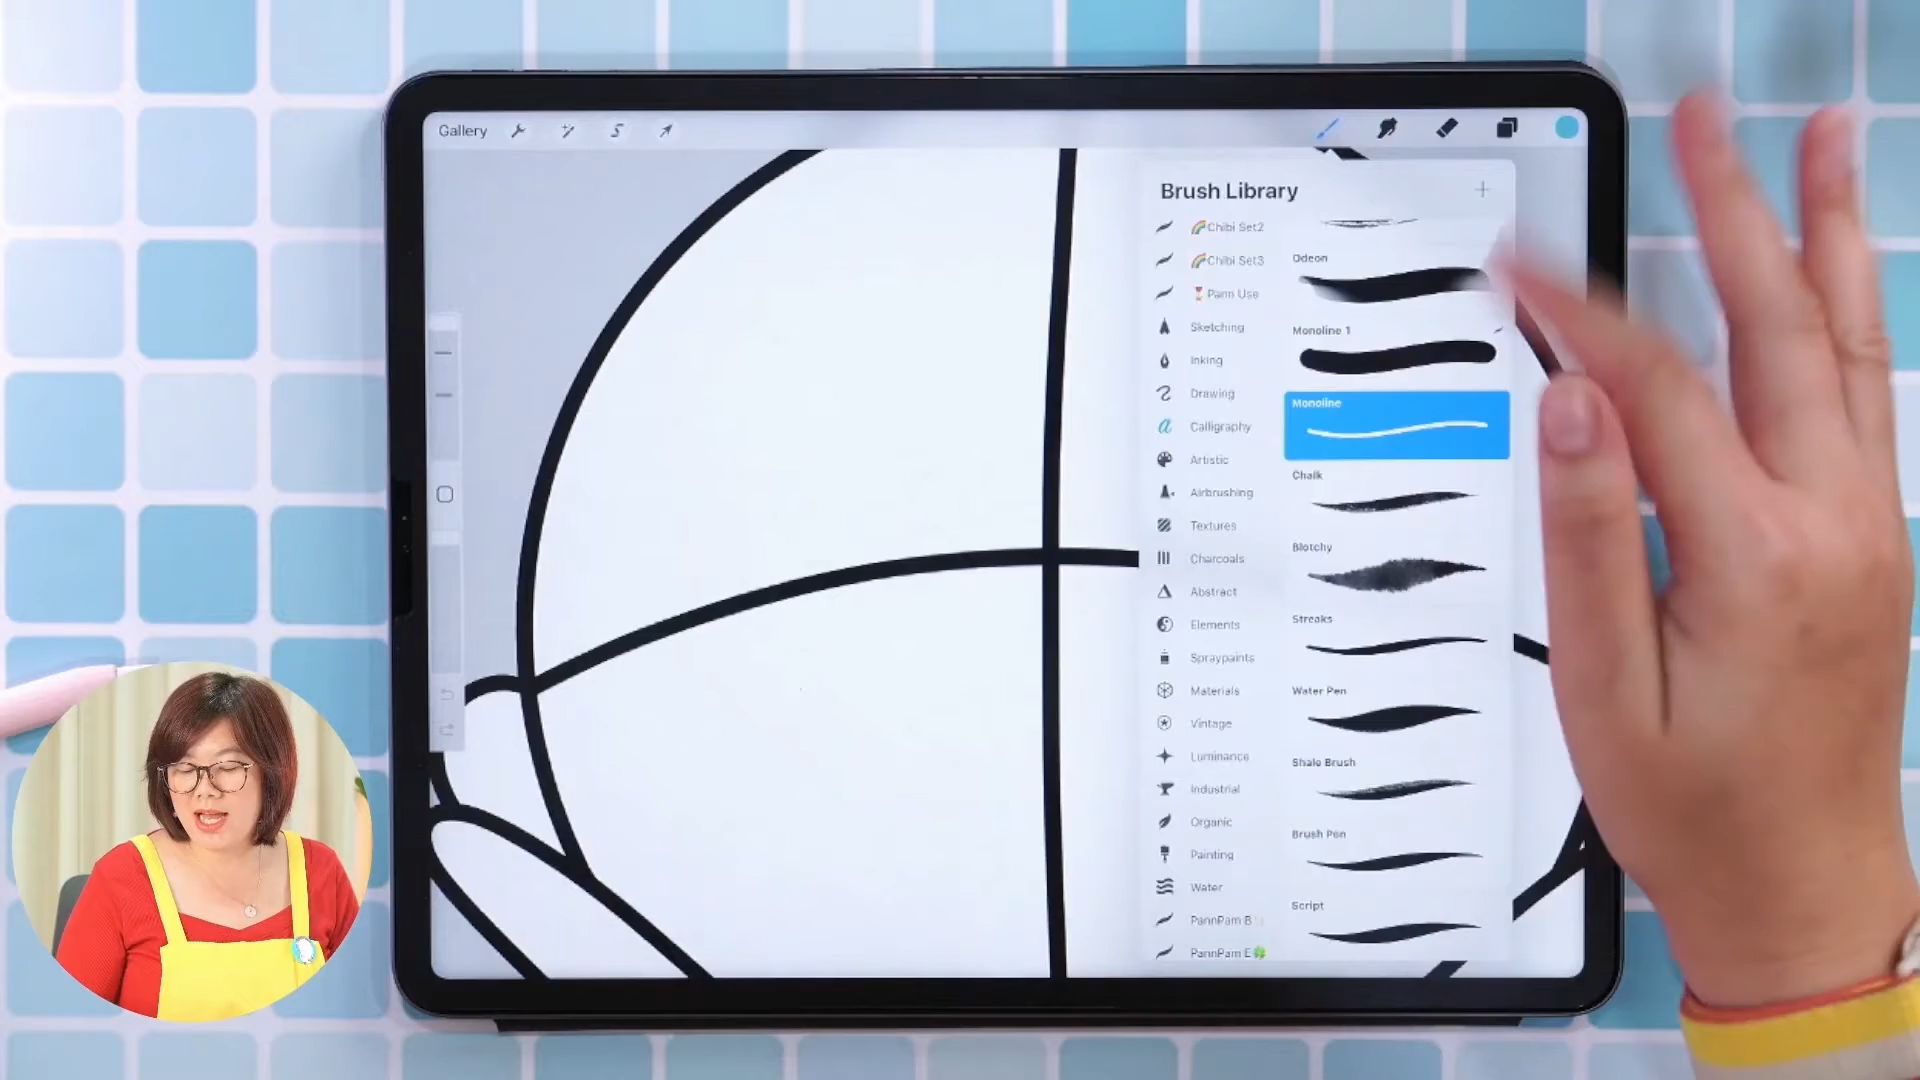 Gallery
Brush Library
Chibi Set2
Chibi Set3
Pann Use
Sketching
Inking
Drawing
Calligraphy
Artistic
Airbrushing
Textures
Charcoals
Abstract
Elements
Spraypaints
Materials
Vintage
Luminance
Industrial
Organic
Painting
Water
PannPam B
PannPam E
Odeon
Monoline 1
Monoline
Chalk
Blotchy
Streaks
Water Pen
Shale Brush
Brush Pen
Script